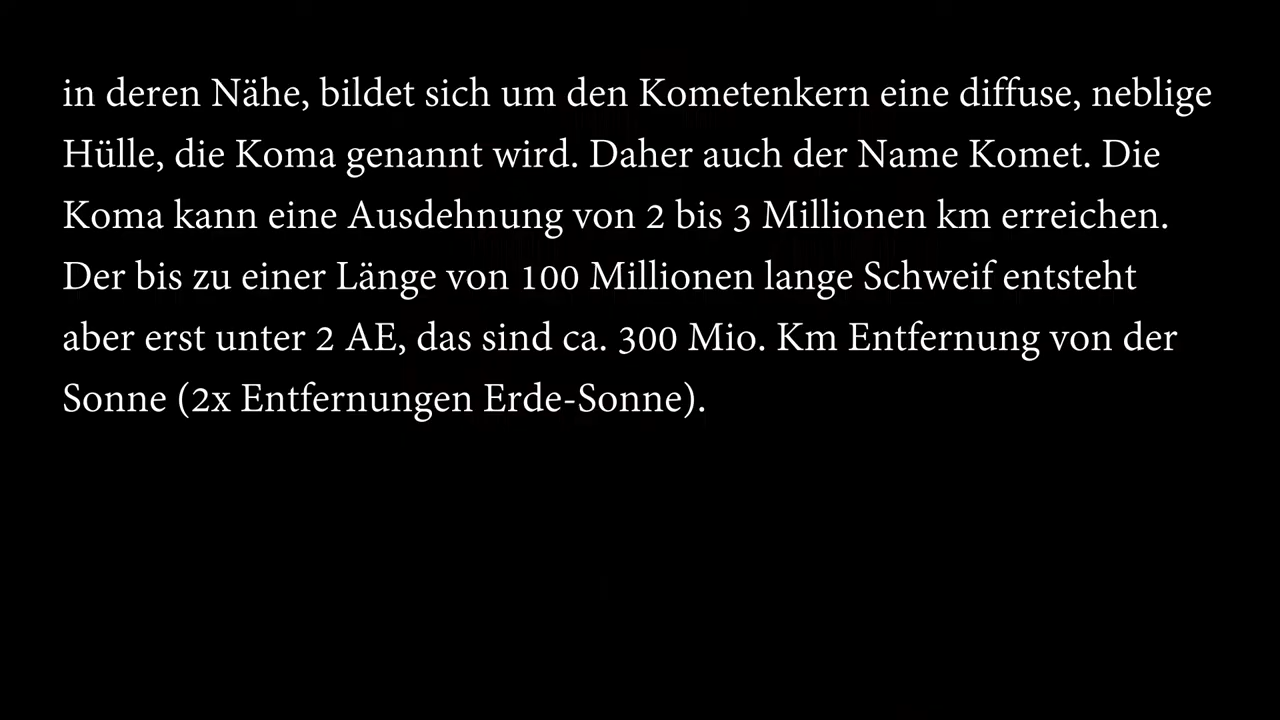 in deren Nähe, bildet sich um den Kometenkern eine diffuse, neblige
Hülle, die Koma genannt wird. Daher auch der Name Komet. Die
Koma kann eine Ausdehnung von 2 bis 3 Millionen km erreichen.
Der bis zu einer Länge von 100 Millionen lange Schweif entsteht
aber erst unter 2 AE, das sind ca. 300 Mio. Km Entfernung von der
Sonne (2x Entfernungen Erde-Sonne).